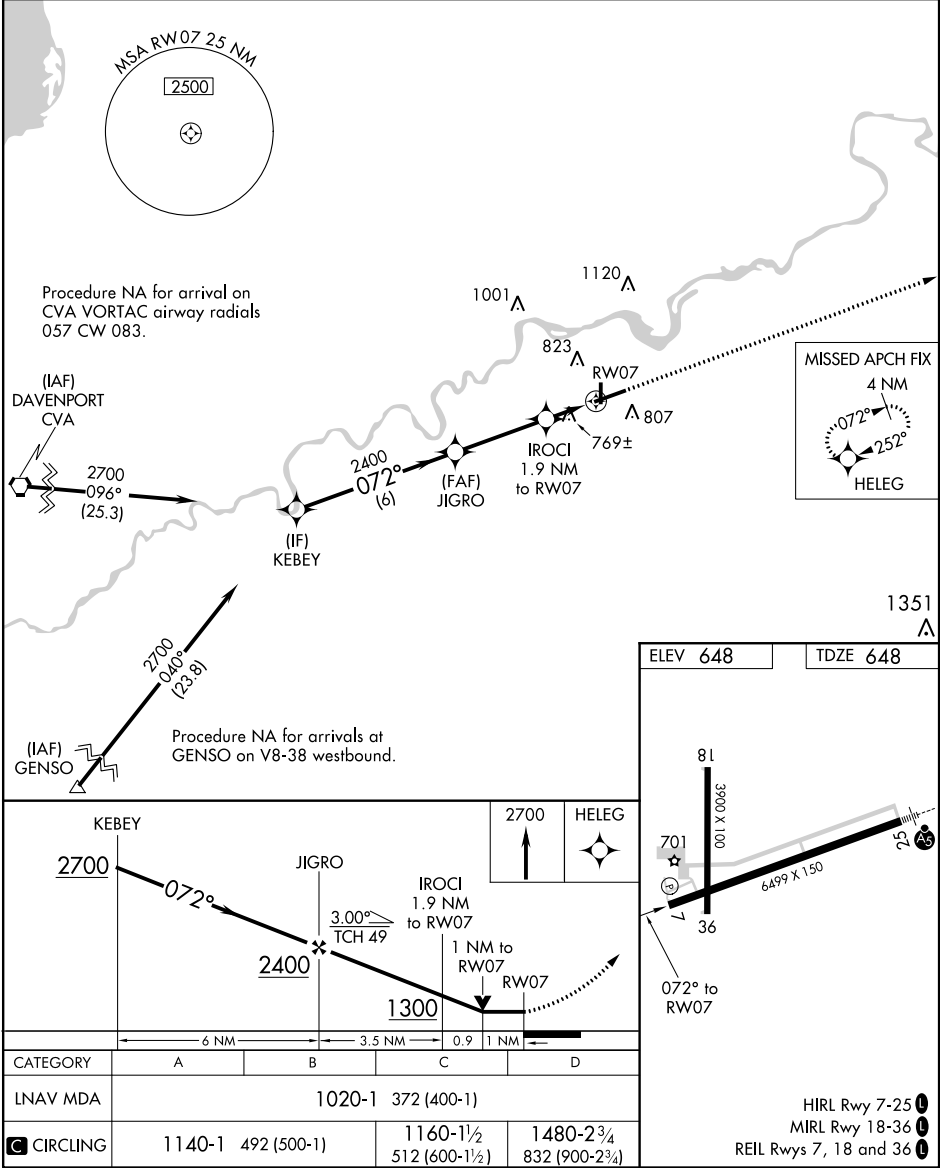 MSA RW07 25 NM
2500
Procedure NA for arrival on
CVA VORTAC airway radials
057 CW 083.
1120
1001
823
RW07
807
769±
MISSED APCH FIX
4 NM
072°
252°
HELEG
(IAF)
DAVENPORT
CVA
2700
096°
(25.3)
2400
072°
(6)
(FAF)
JIGRO
IROCI
1.9 NM
to RW07
(IF)
KEBEY
1351
2700
040°
(23.8)
(IAF)
GENSO
Procedure NA for arrivals at
GENSO on V8-38 westbound.
ELEV 648
TDZE 648
18
3900 X 100
701
P
6499 X 150
25
A5
7
36
072° to
RW07
HIRL Rwy 7-25 L
MIRL Rwy 18-36 L
REIL Rwys 7, 18 and 36 L
KEBEY
2700
072°
JIGRO
2400
3.00°
TCH 49
IROCI
1.9 NM
to RW07
1300
1 NM to
RW07
RW07
2700
HELEG
6 NM
3.5 NM
0.9
1 NM
CATEGORY A B C D
LNAV MDA 1020-1 372 (400-1)
C CIRCLING 1140-1 492 (500-1) 1160-1½ 1480-2¾
512 (600-1½) 832 (900-2¾)